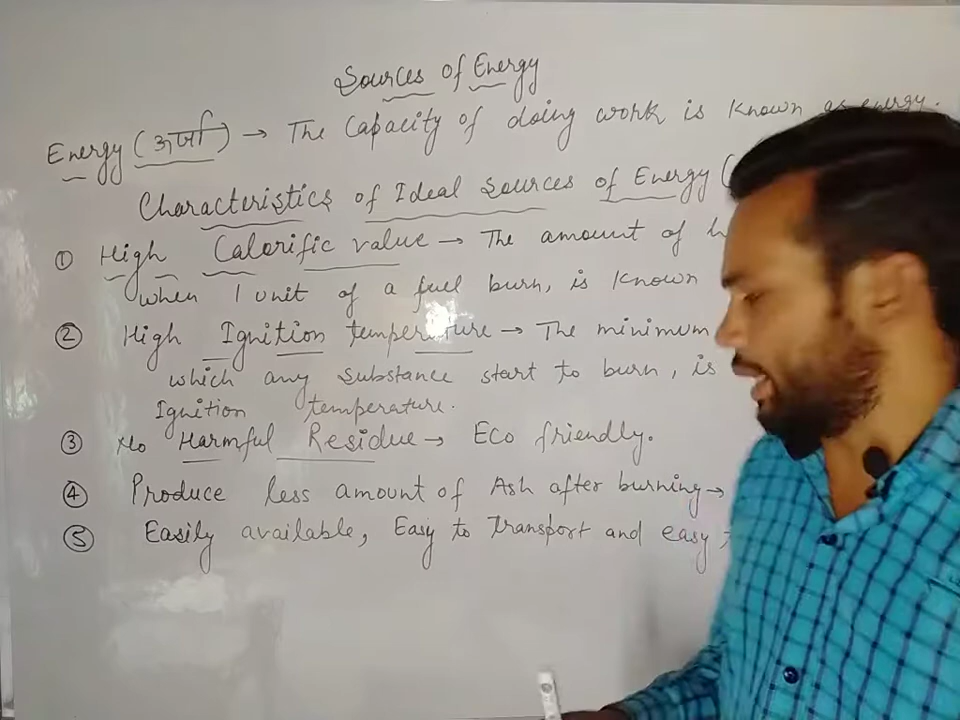 Sources of Energy
Energy (ऊर्जा) → The Capacity of doing work is known as energy.
Characteristics of Ideal Sources of Energy (
① High Calorific value → The amount of h
when 1 unit of a fuel burn, is known
② High Ignition temperature → The minimum
which any substance start to burn, is
Ignition temperature.
③ No Harmful Residue → Eco friendly.
④ Produce less amount of Ash after burning →
⑤ Easily available, Easy to Transport and easy